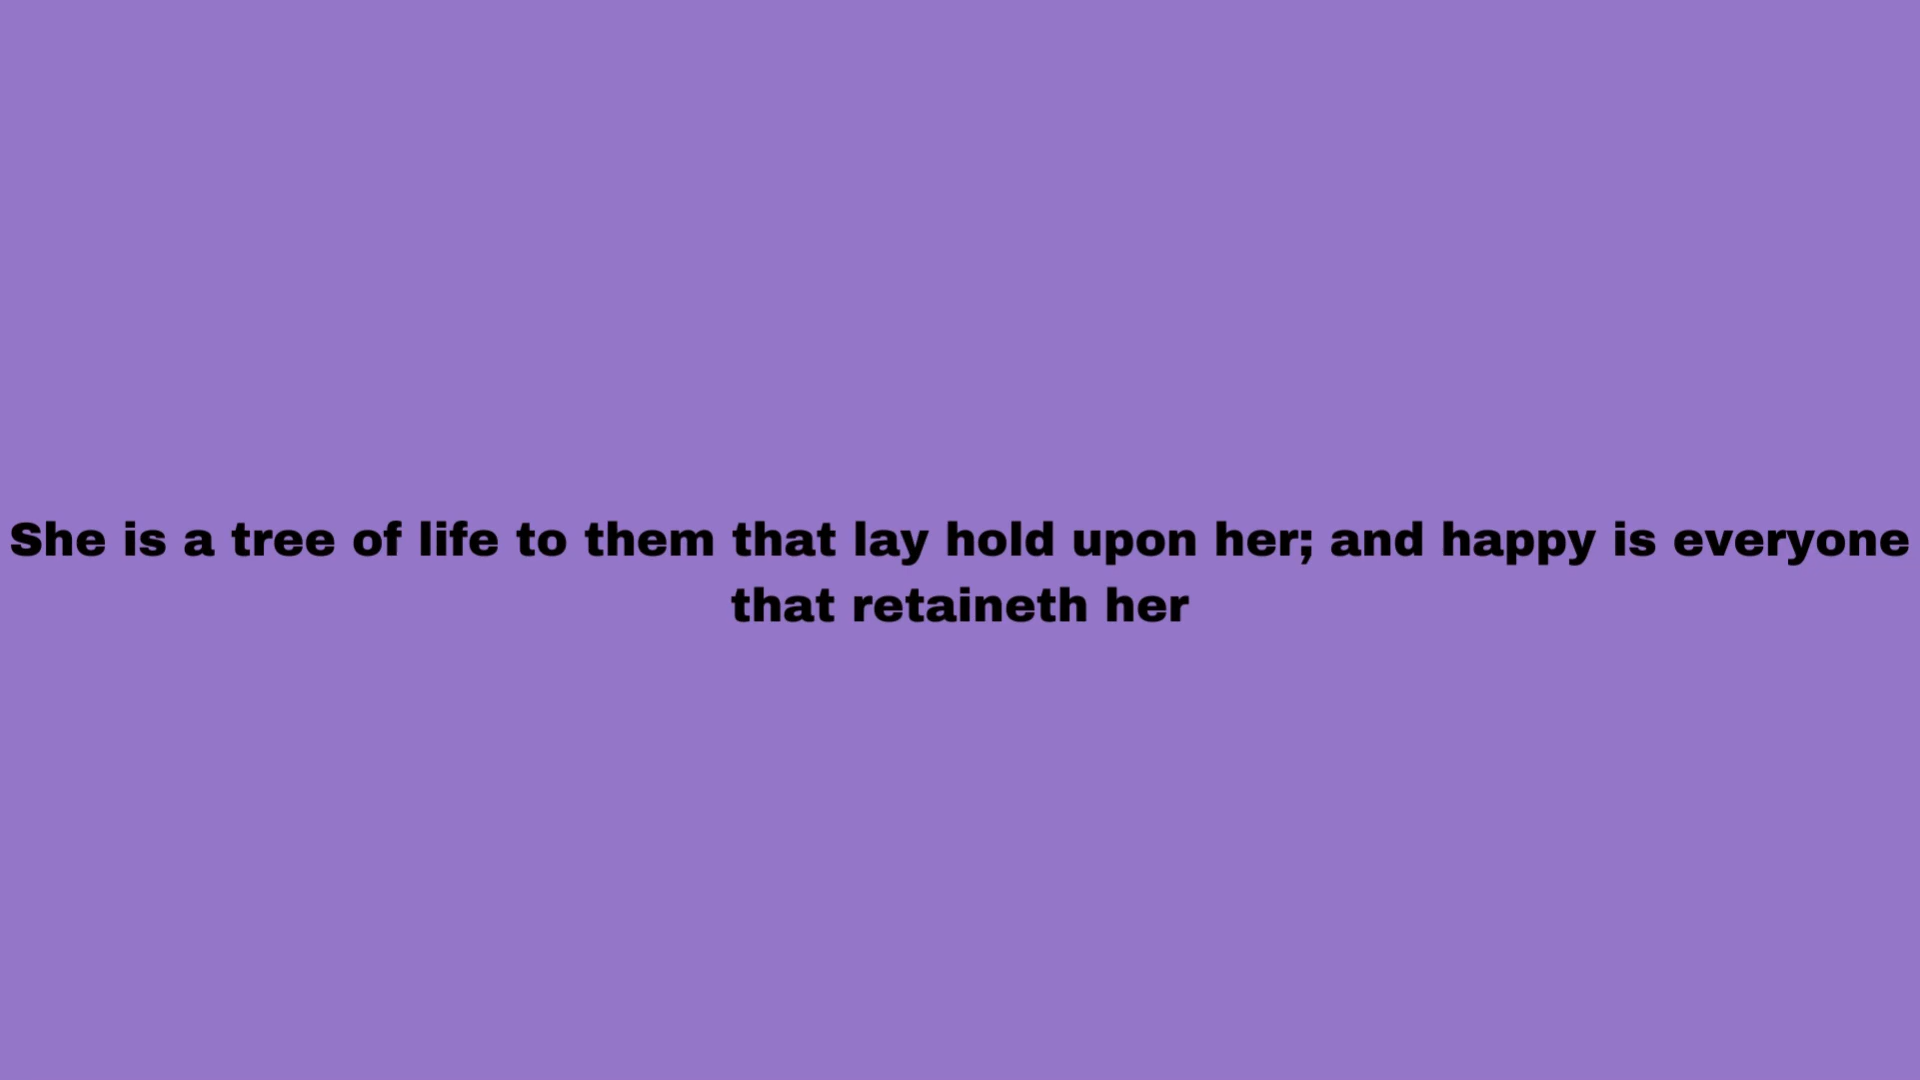 She is a tree of life to them that lay hold upon her; and happy is everyone
that retaineth her